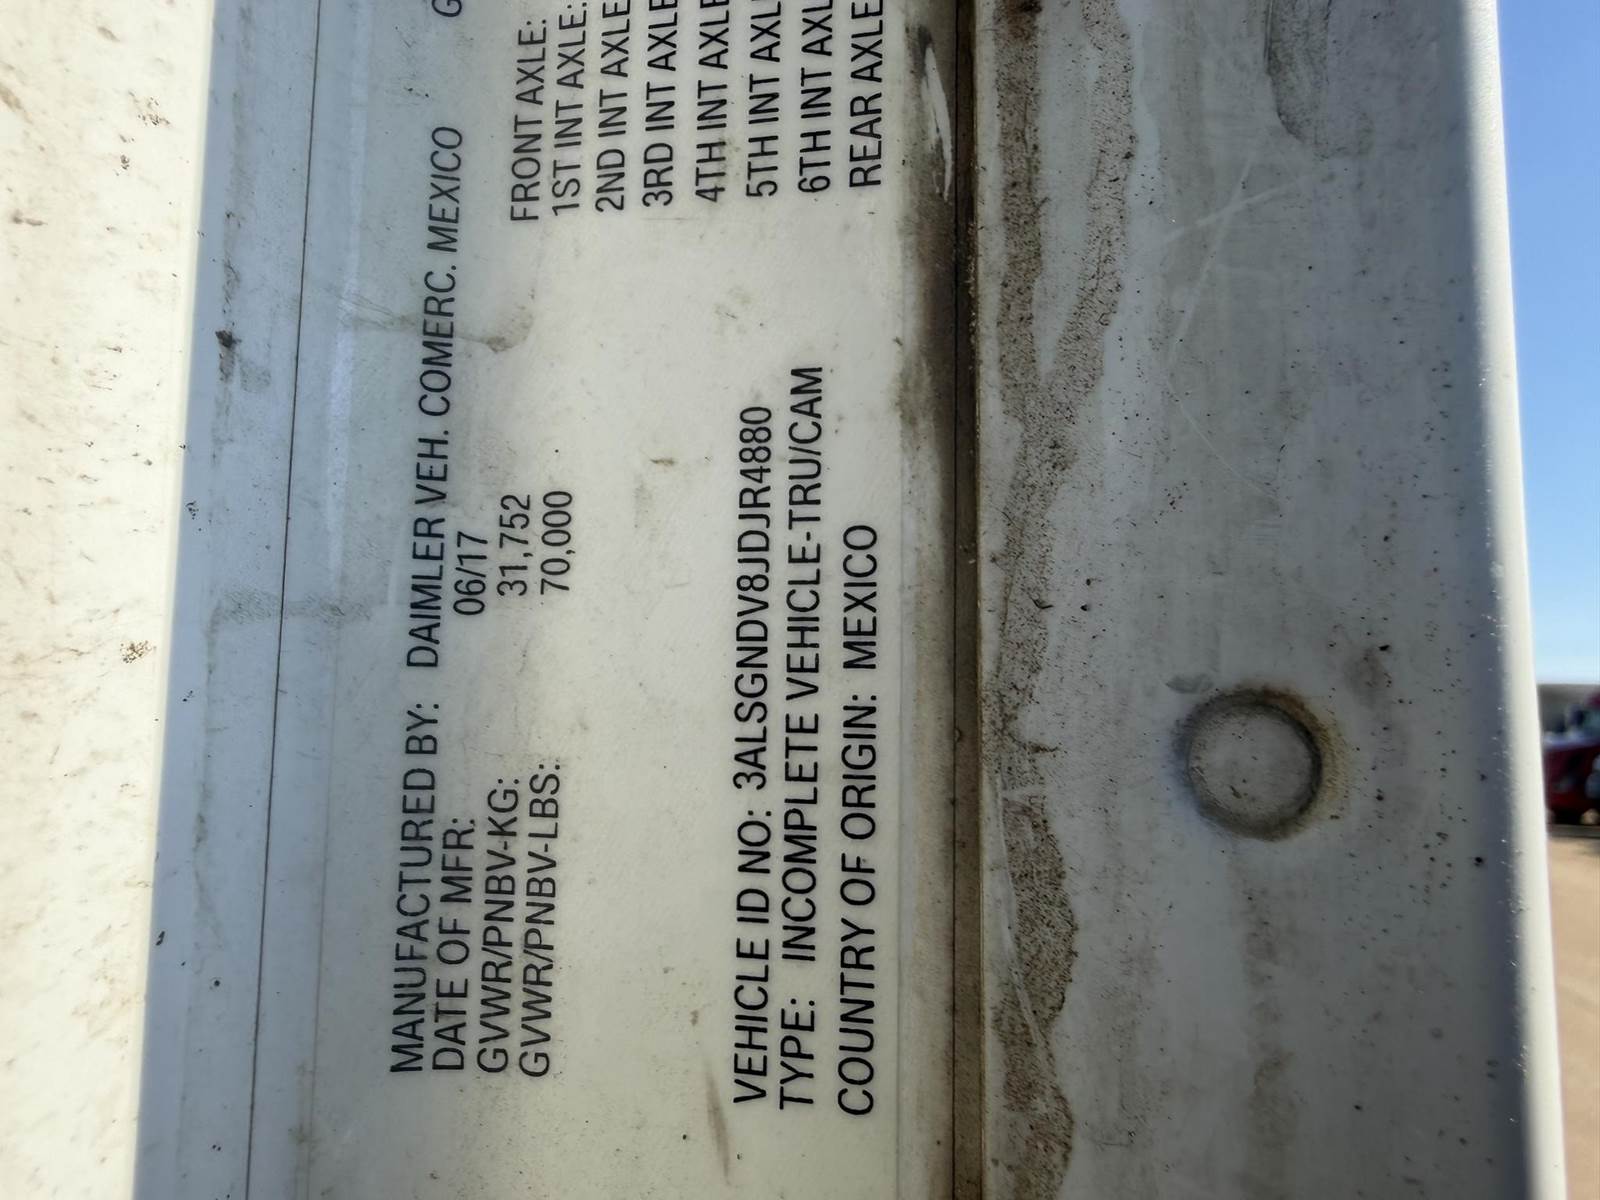 MANUFACTURED BY: DAIMLER VEH. COMERC. MEXICO G
DATE OF MFR: 06/17
GVWR/PNBV-KG: 31,752
GVWR/PNBV-LBS: 70,000
FRONT AXLE:
1ST INT AXLE:
2ND INT AXLE
3RD INT AXLE
4TH INT AXLE
5TH INT AXL
6TH INT AXL
REAR AXLE
VEHICLE ID NO: 3ALSGNDV8JDJR4880
TYPE: INCOMPLETE VEHICLE-TRU/CAM
COUNTRY OF ORIGIN: MEXICO